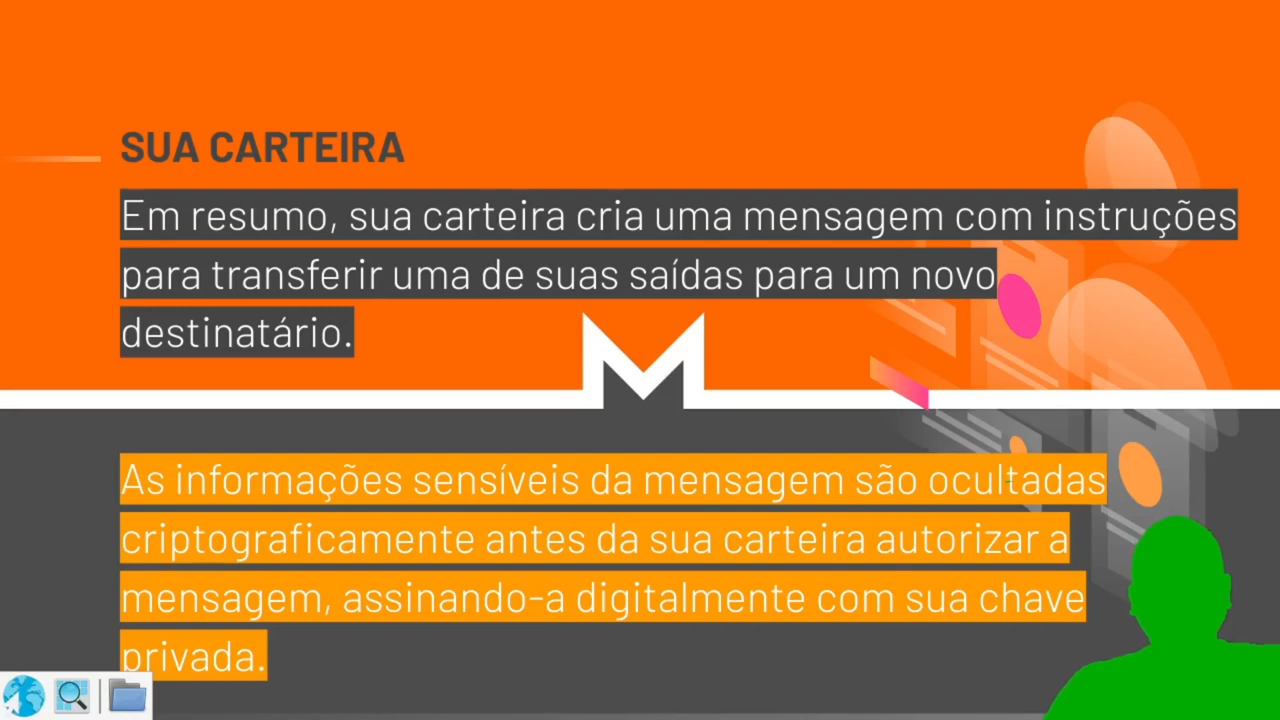 SUA CARTEIRA
Em resumo, sua carteira cria uma mensagem com instruções
para transferir uma de suas saídas para um novo
destinatário.
As informações sensíveis da mensagem são ocultadas
criptograficamente antes da sua carteira autorizar a
mensagem, assinando-a digitalmente com sua chave
privada.